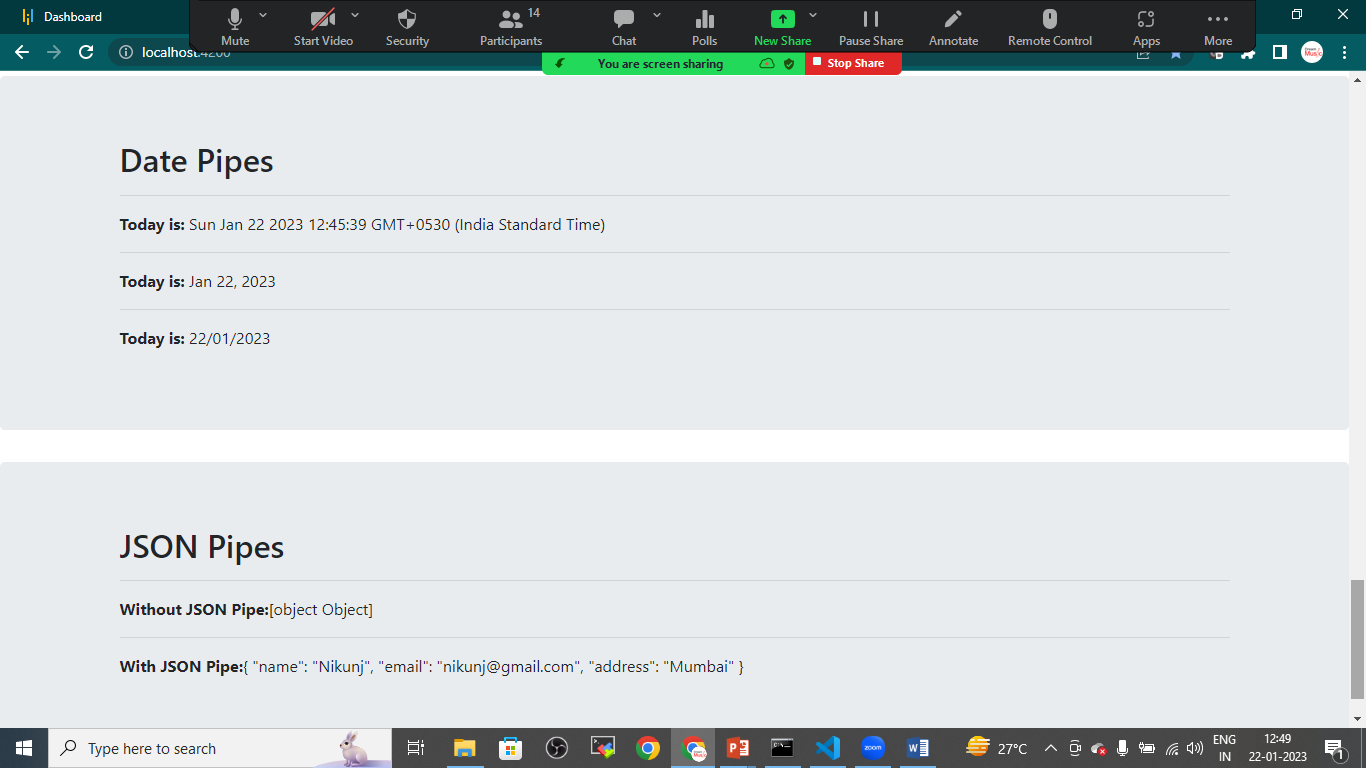 Dashboard
Mute
Start Video
Security
Participants
14
Chat
Polls
New Share
Pause Share
Annotate
Remote Control
Apps
More
localhost:4200
You are screen sharing
Stop Share
Date Pipes
Today is: Sun Jan 22 2023 12:45:39 GMT+0530 (India Standard Time)
Today is: Jan 22, 2023
Today is: 22/01/2023
JSON Pipes
Without JSON Pipe:[object Object]
With JSON Pipe:{ "name": "Nikunj", "email": "nikunj@gmail.com", "address": "Mumbai" }
Type here to search
zoom
27°C
ENG
IN
12:49
22-01-2023
1